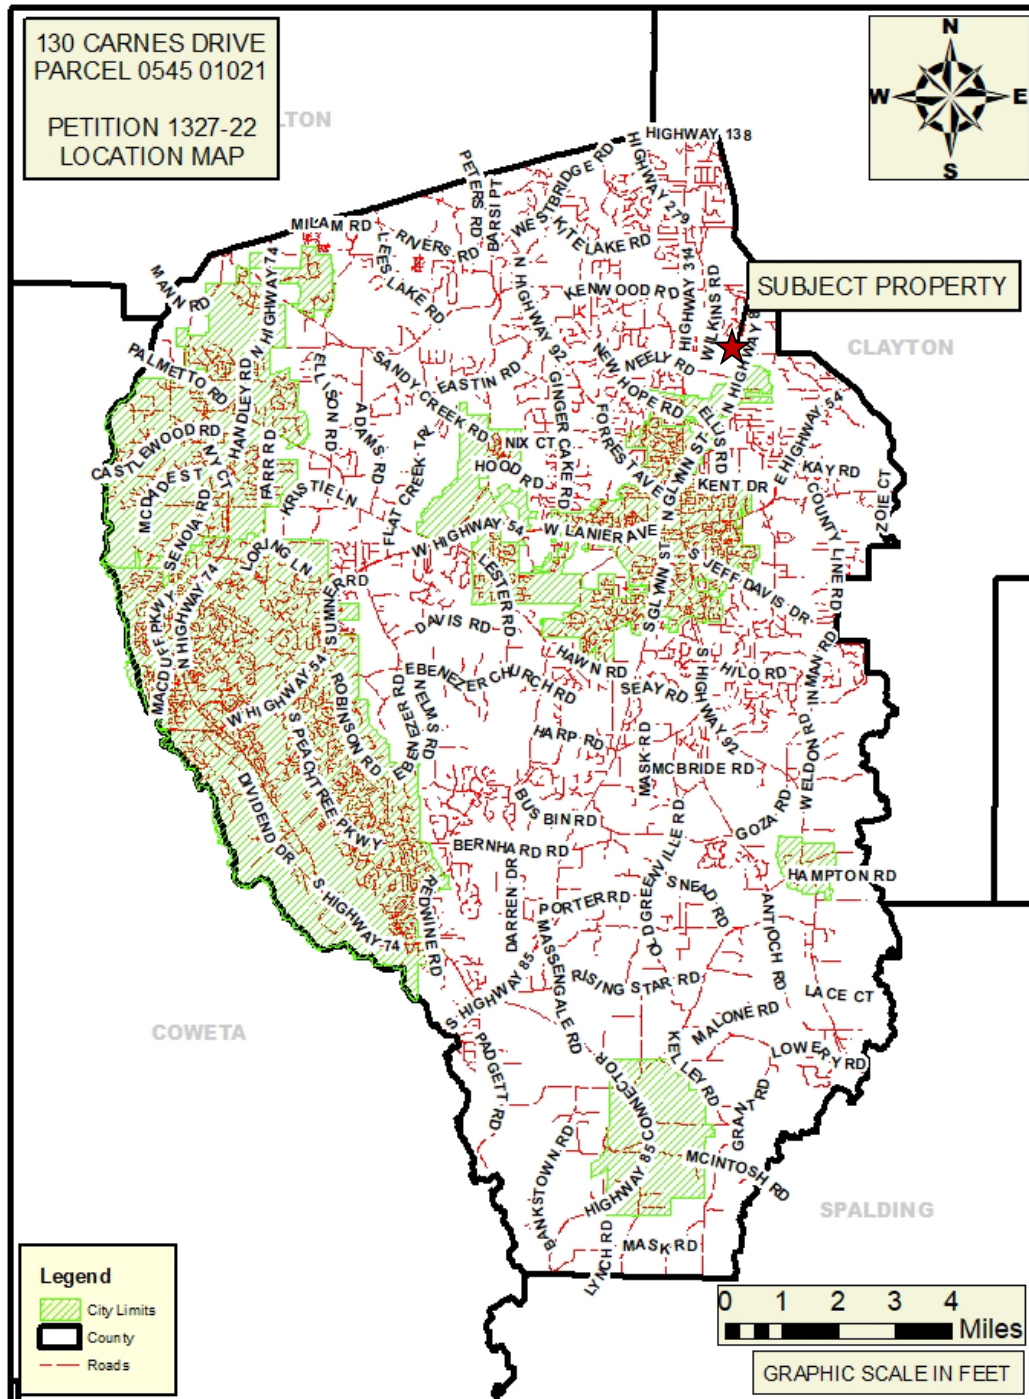 130 CARNES DRIVE
PARCEL 0545 01021
PETITION 1327-22
LOCATION MAP
N
W
E
S
LTON
HIGHWAY 138
PETERS RD
BARSI PT
WESTBRIDGE RD
HIGHWAY 279
MILAM RD
RIVERS RD
KITE LAKE RD
LEES LAKE RD
N HIGHWAY 92
KENWOOD RD
HIGHWAY 314
WILKINS RD
SUBJECT PROPERTY
MANN RD
N HIGHWAY 74
N HIGHWAY 8
CLAYTON
PALMETTO RD
HANDLEY RD
ELLISON RD
SANDY CREEK RD
EASTIN RD
NEELY RD
NEW HOPE RD
GINGER CAKE RD
ADAMS RD
FORREST AVE
ELLIS RD
E HIGHWAY 54
CASTLEWOOD RD
FLAT CREEK TRL
NIX CT
HOOD RD
N GLYNN ST
KENT DR
KAY RD
COUNTY LINE RD
ZOIE CT
MCDADE ST
NY CT
FARR RD
KRISTIE LN
SENOIA RD
W HIGHWAY 54
W LANIER AVE
LORING LN
LESTER RD
S GLYNN ST
S JEFF DAVIS DR
N HIGHWAY 74
SUMNER RD
MACDUFF PKWY
DAVIS RD
HAWN RD
HILO RD
INMAN RD
W HIGHWAY 54
ROBINSON RD
EBENEZER CHURCH RD
SEAY RD
EBENEZER RD
SWELN RD
S HIGHWAY 92
S PEACHTREE PKWY
HARP RD
MASK RD
MCBRIDE RD
WELDON RD
DIVIDEND DR
BUSBIN RD
GOZA RD
BERNHARD RD
OLD GREENVILLE RD
HAMPTON RD
SNEAD RD
REDWINE RD
S HIGHWAY 74
DARREN DR
PORTER RD
ANTIOCH RD
MASSENGALE RD
RISING STAR RD
S HIGHWAY 85
LACE CT
MALONE RD
COWETA
PADGETT RD
KELLEY RD
LOWERY RD
GRANT RD
HIGHWAY 85 CONNECTOR
MCINTOSH RD
BANKSTOWN RD
SPALDING
LYNCH RD
MASK RD
Legend
City Limits
County
Roads
0 1 2 3 4
Miles
GRAPHIC SCALE IN FEET